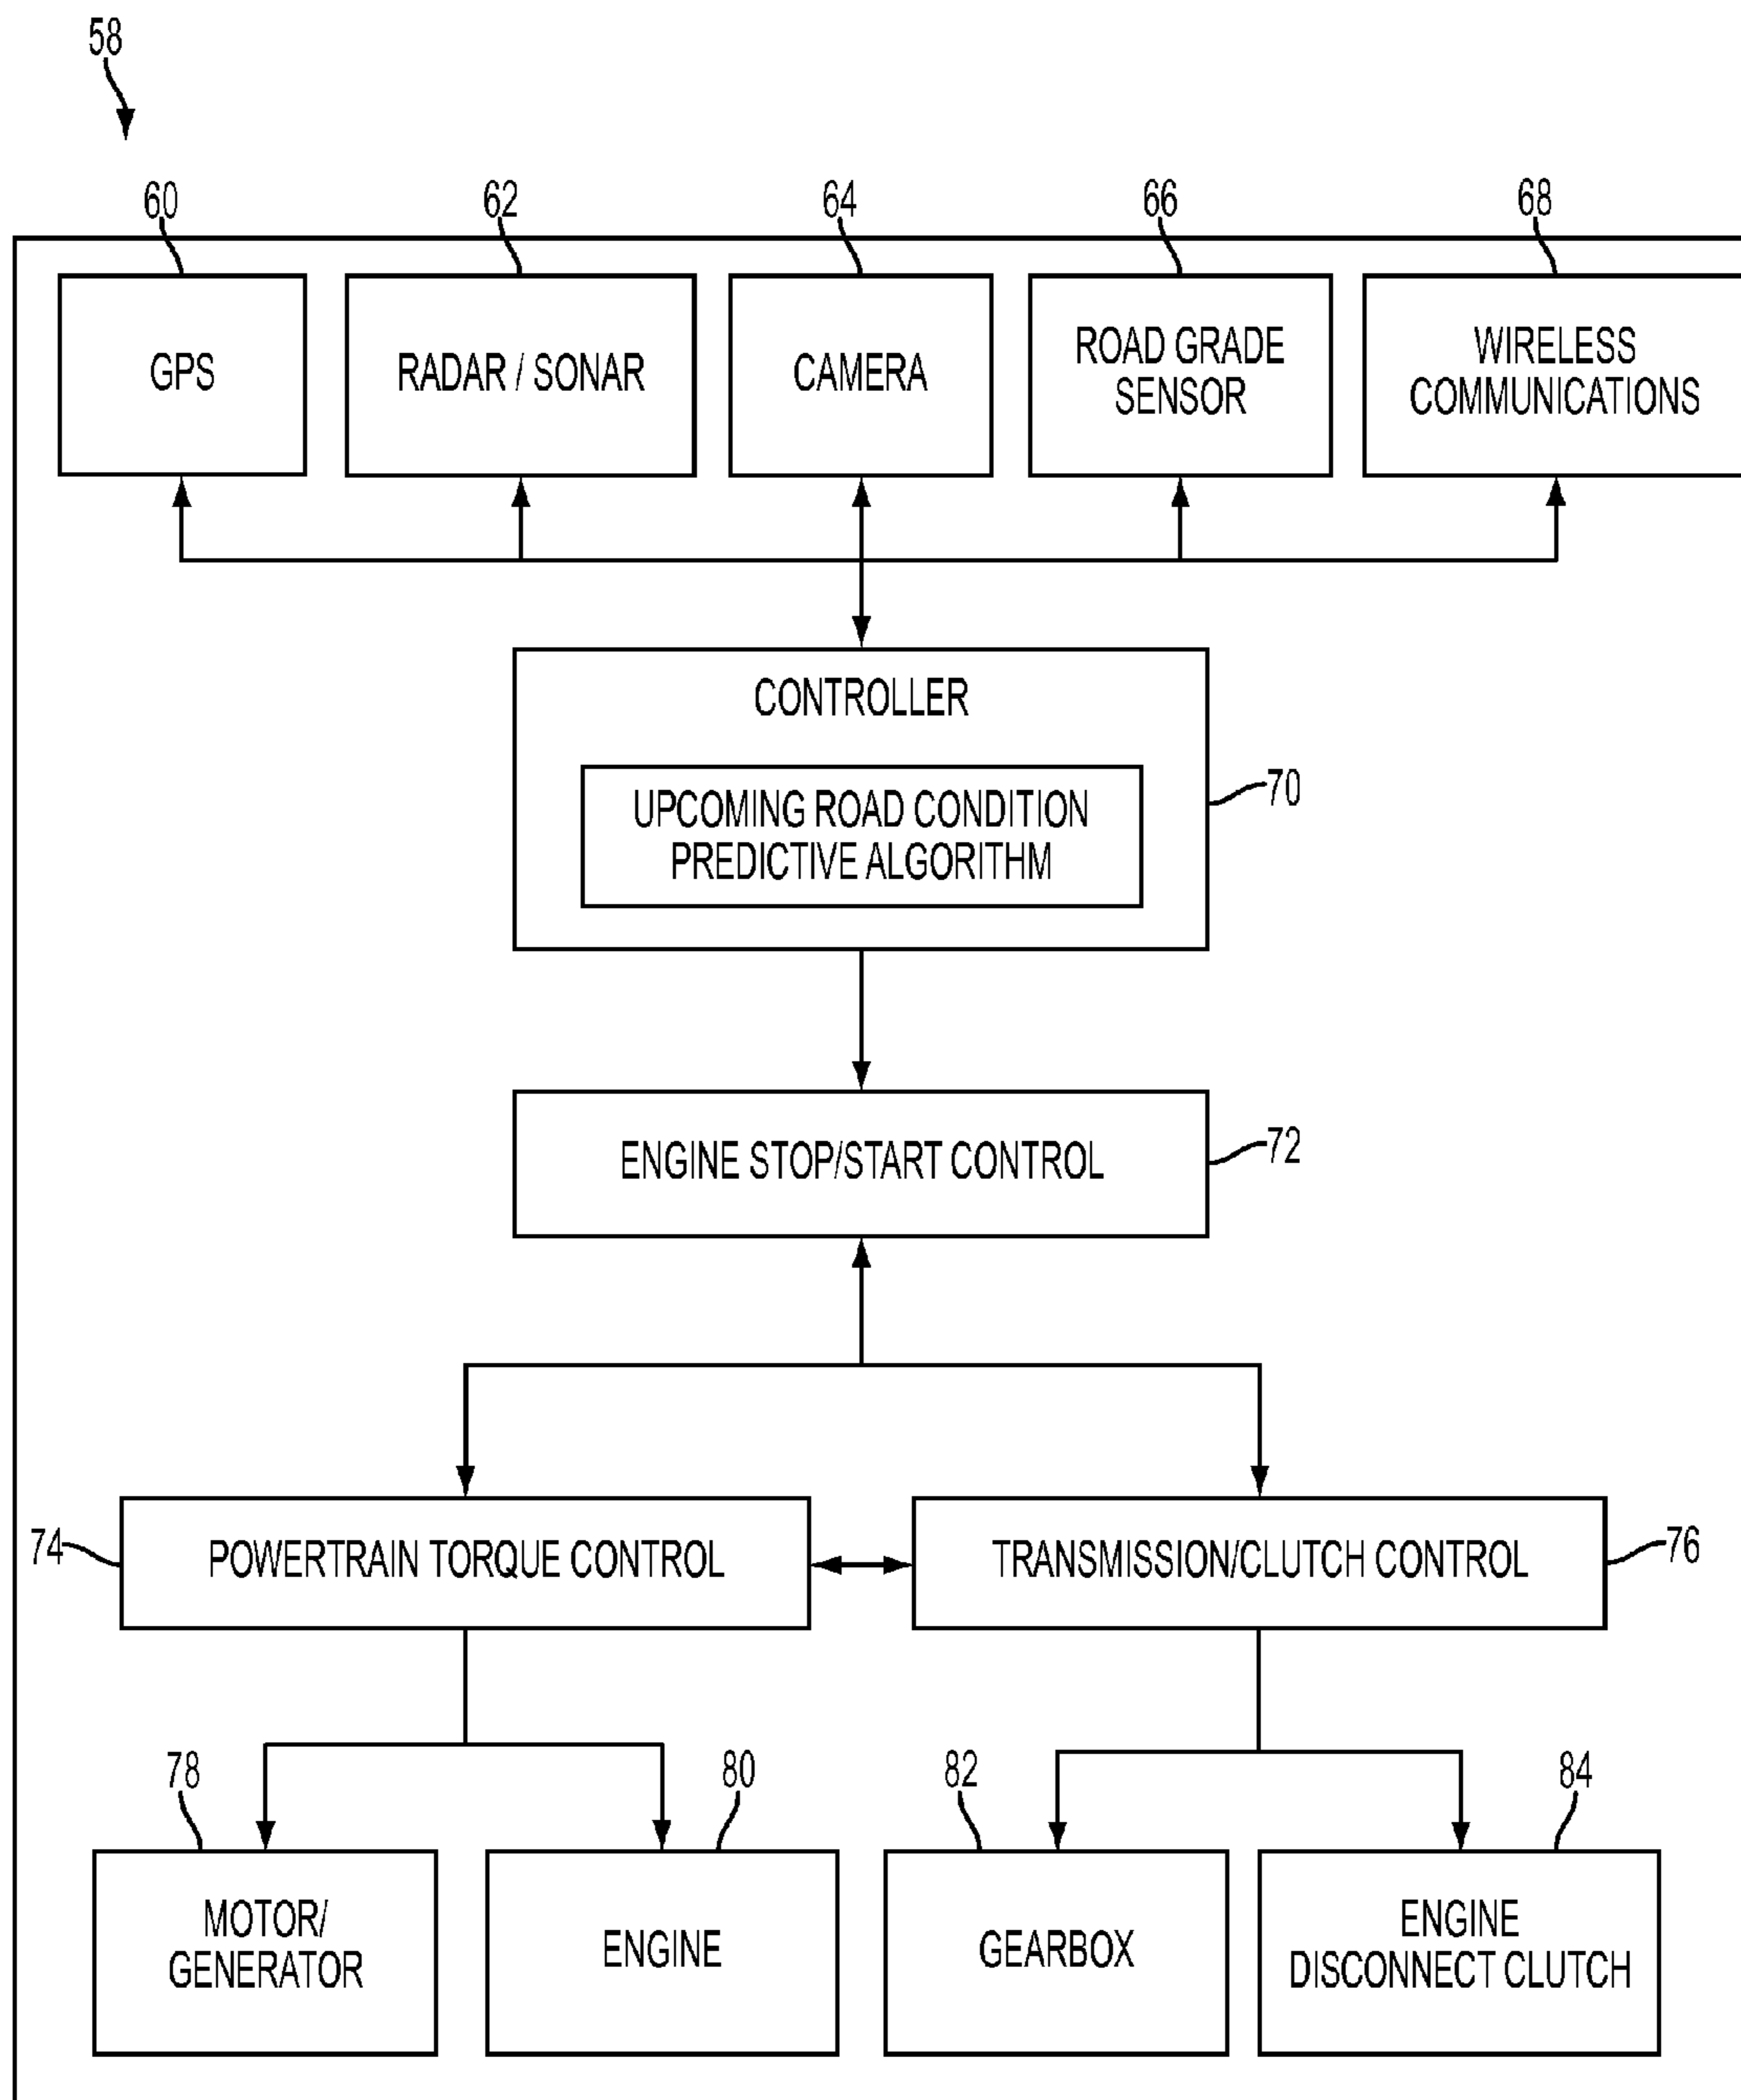 58
60
62
64
66
68
GPS
RADAR / SONAR
CAMERA
ROAD GRADE
SENSOR
WIRELESS
COMMUNICATIONS
CONTROLLER
UPCOMING ROAD CONDITION
PREDICTIVE ALGORITHM
70
ENGINE STOP/START CONTROL
72
74
POWERTRAIN TORQUE CONTROL
TRANSMISSION/CLUTCH CONTROL
76
78
80
82
84
MOTOR/
GENERATOR
ENGINE
GEARBOX
ENGINE
DISCONNECT CLUTCH